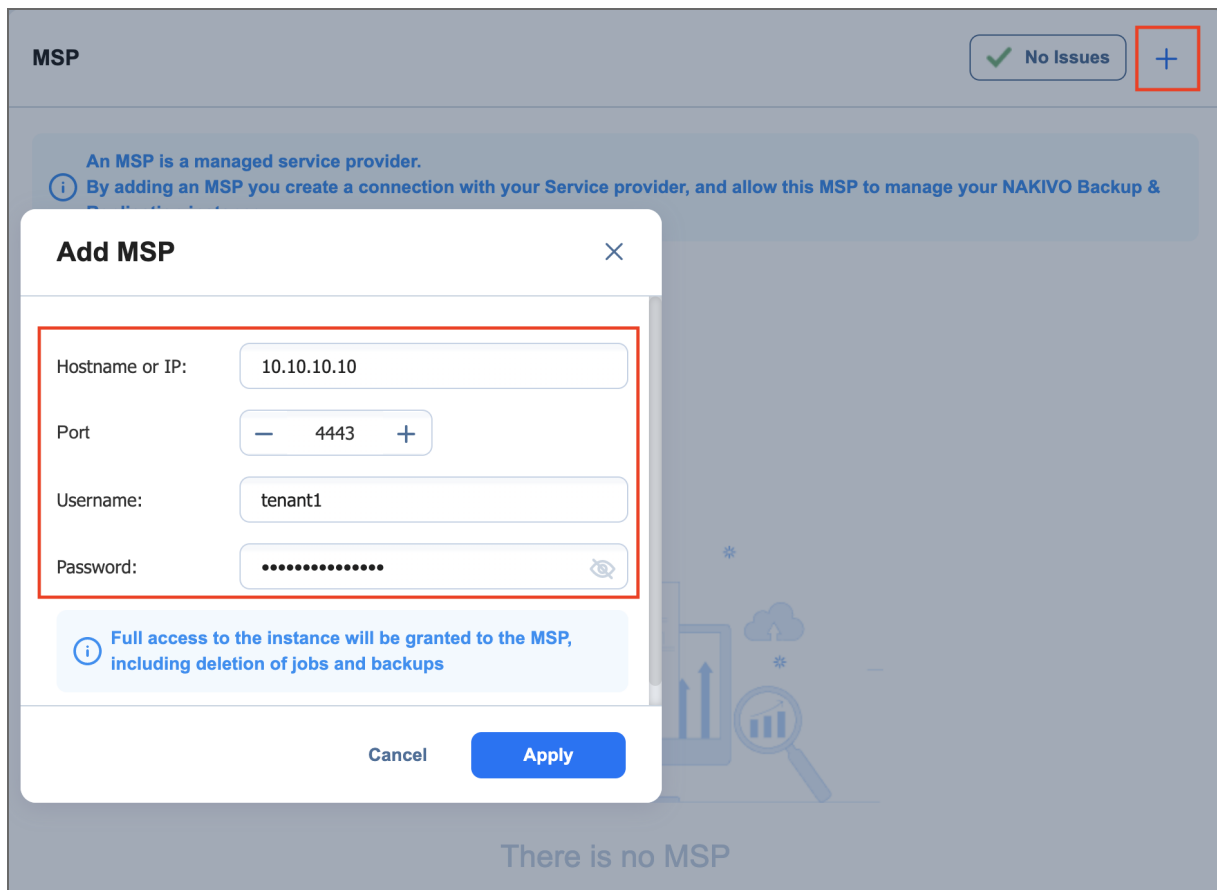 MSP
No Issues
An MSP is a managed service provider.
By adding an MSP you create a connection with your Service provider, and allow this MSP to manage your NAKIVO Backup &
Add MSP
Hostname or IP:
10.10.10.10
Port
4443
Username:
tenant1
Password:
•••••••••••••••
Full access to the instance will be granted to the MSP,
including deletion of jobs and backups
Cancel
Apply
There is no MSP